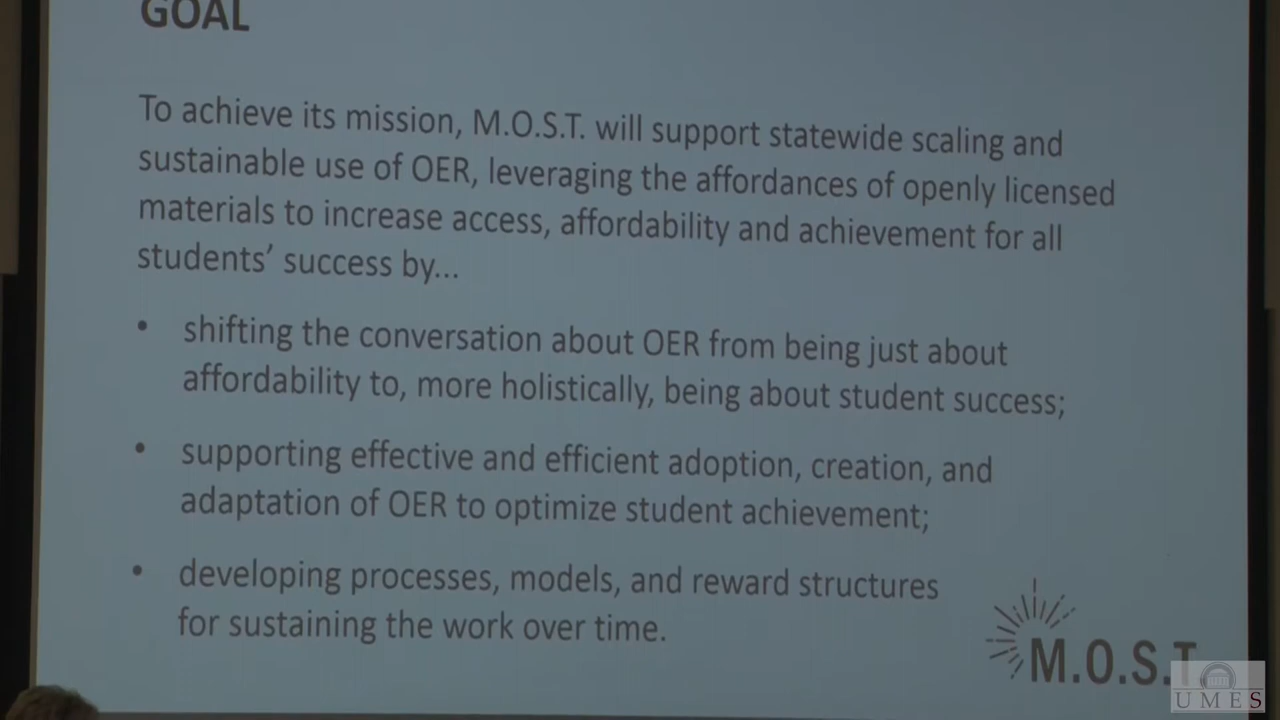 GOAL
To achieve its mission, M.O.S.T. will support statewide scaling and
sustainable use of OER, leveraging the affordances of openly licensed
materials to increase access, affordability and achievement for all
students’ success by...
• shifting the conversation about OER from being just about
affordability to, more holistically, being about student success;
• supporting effective and efficient adoption, creation, and
adaptation of OER to optimize student achievement;
• developing processes, models, and reward structures
for sustaining the work over time.
M.O.S.T
UMES